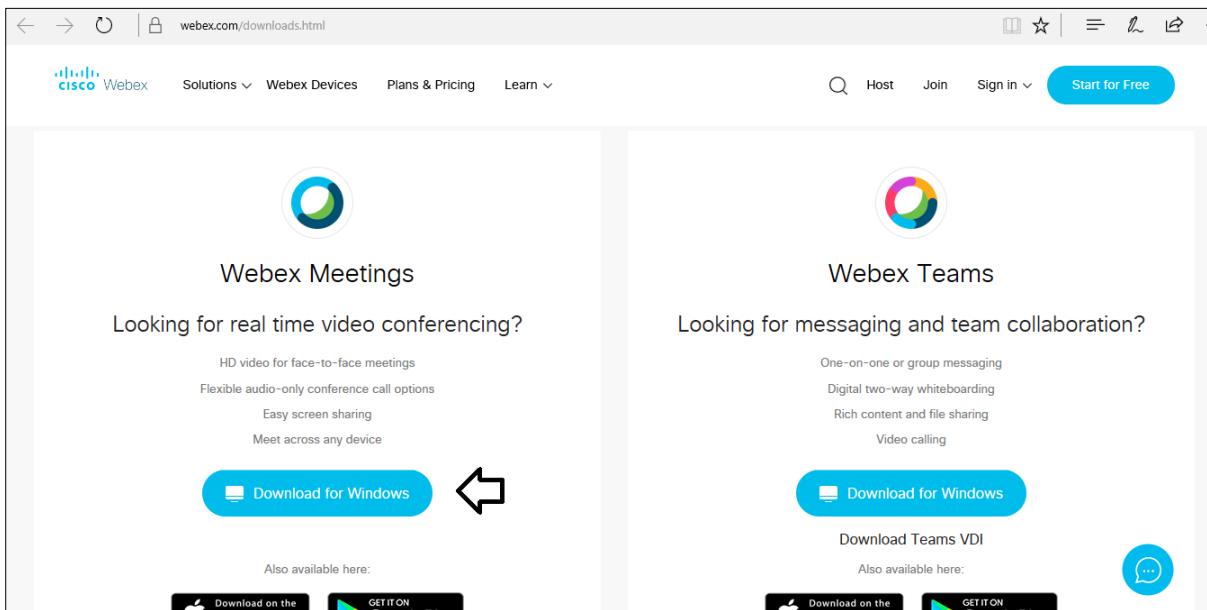 webex.com/downloads.html
CISCO Webex Solutions Webex Devices Plans & Pricing Learn Host Join Sign in Start for Free
Webex Meetings
Looking for real time video conferencing?
HD video for face-to-face meetings
Flexible audio-only conference call options
Easy screen sharing
Meet across any device
Download for Windows
Also available here:
Download on the
GET IT ON
Webex Teams
Looking for messaging and team collaboration?
One-on-one or group messaging
Digital two-way whiteboarding
Rich content and file sharing
Video calling
Download for Windows
Download Teams VDI
Also available here:
Download on the
GET IT ON